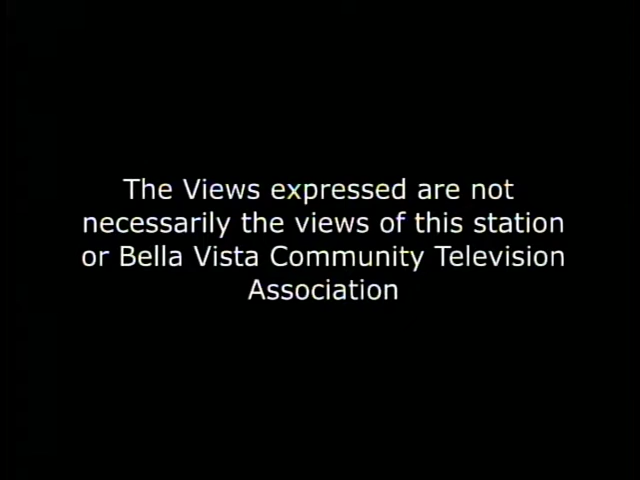 The Views expressed are not
necessarily the views of this station
or Bella Vista Community Television
Association